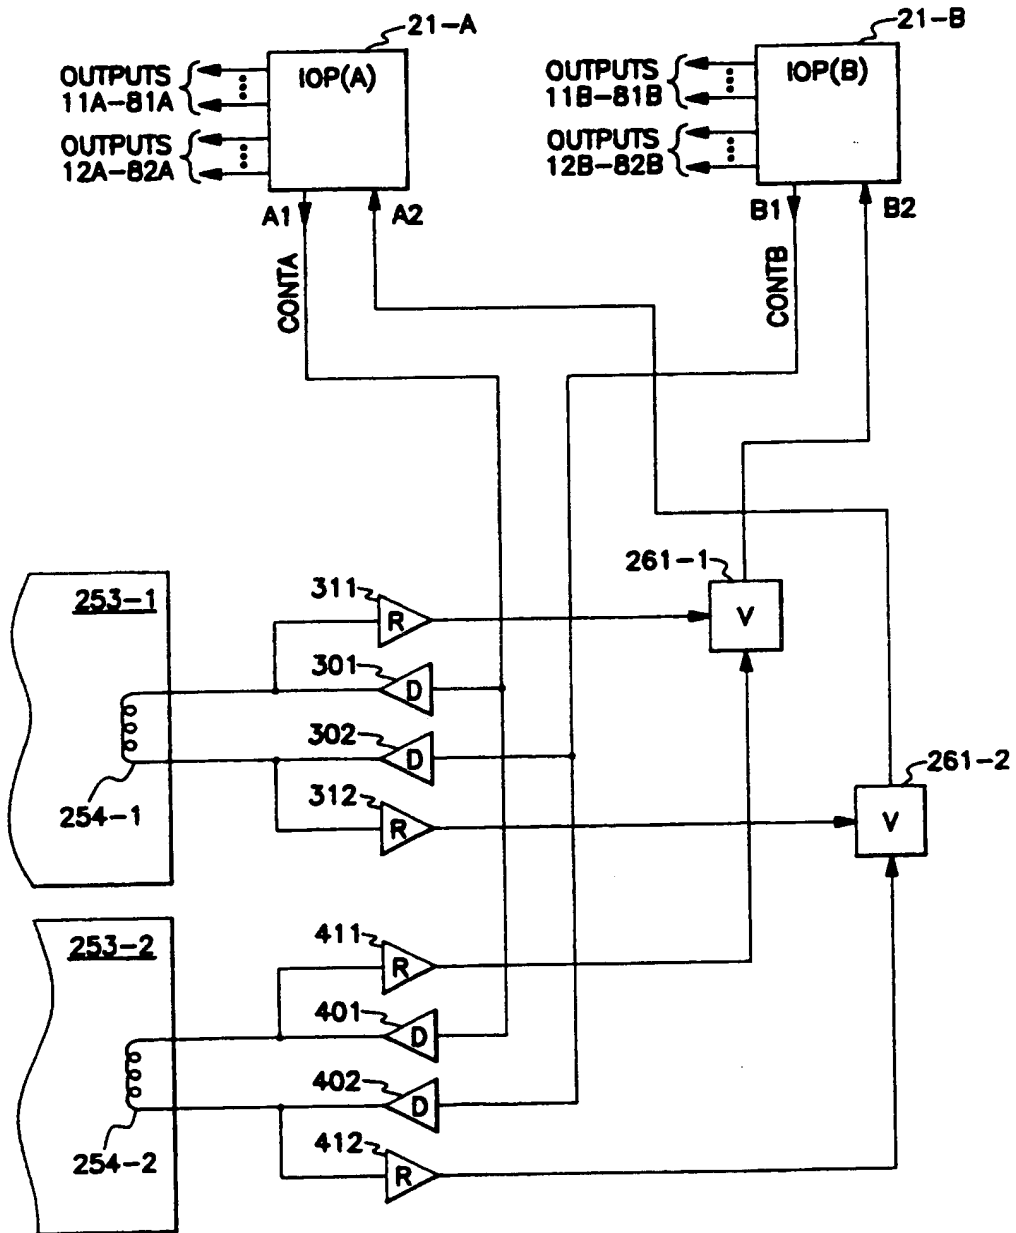 21-A
21-B
IOP(A)
IOP(B)
OUTPUTS
11A-81A
OUTPUTS
11B-81B
OUTPUTS
12A-82A
OUTPUTS
12B-82B
A1
A2
B1
B2
CONTA
CONTB
261-1
V
253-1
311
R
301
D
302
D
312
R
254-1
261-2
V
253-2
411
R
401
D
402
D
412
R
254-2